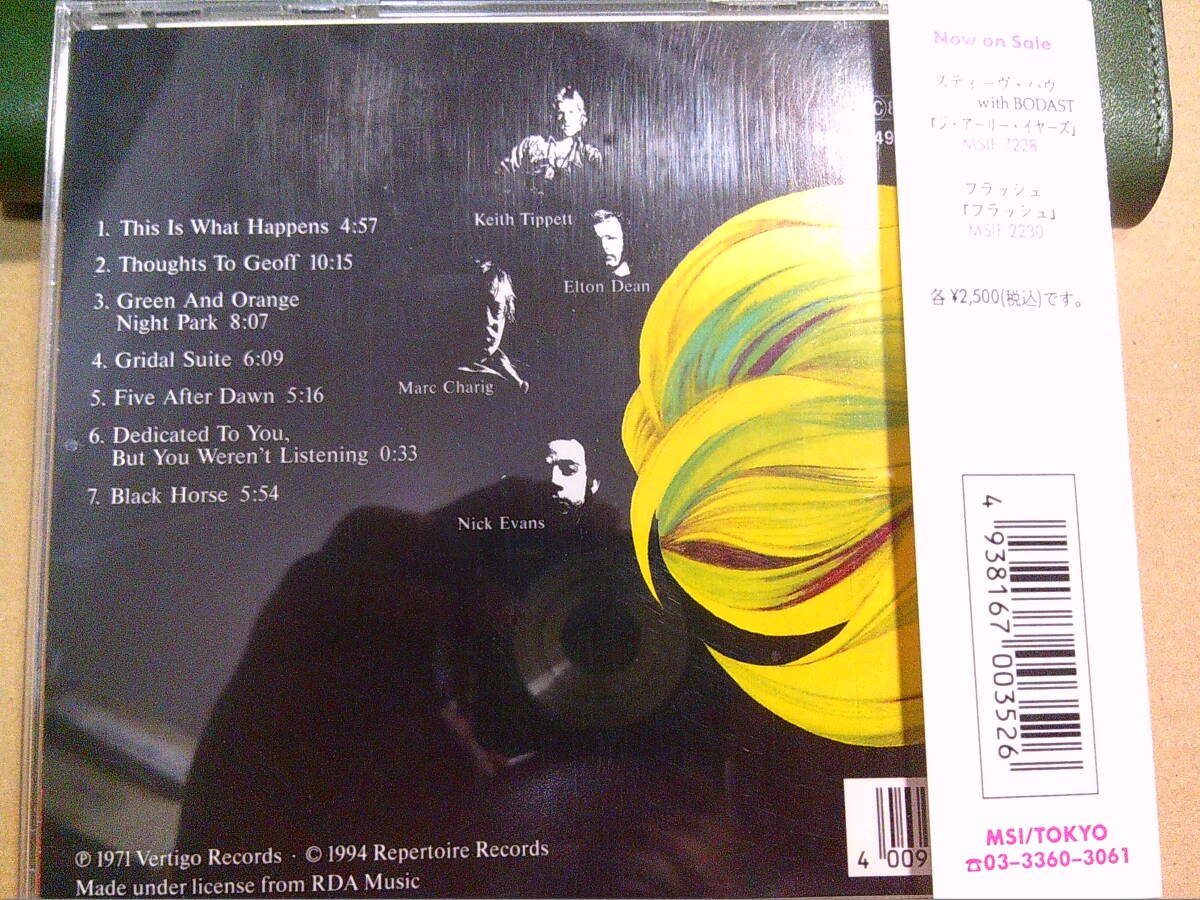 1. This Is What Happens 4:57
2. Thoughts To Geoff 10:15
3. Green And Orange
Night Park 8:07
4. Gridal Suite 6:09
5. Five After Dawn 5:16
6. Dedicated To You,
But You Weren't Listening 0:33
7. Black Horse 5:54
Keith Tippett
Elton Dean
Marc Charig
Nick Evans
℗ 1971 Vertigo Records · © 1994 Repertoire Records
Made under license from RDA Music
49
4 009
Now on Sale
スティーヴ・ハウ
with BODAST
「ジ・アーリー・イヤーズ」
MSIF 7228
フラッシュ
「フラッシュ」
MSIF 2230
各¥2,500(税込)です。
4 938167 003526
MSI/TOKYO
☎03-3360-3061